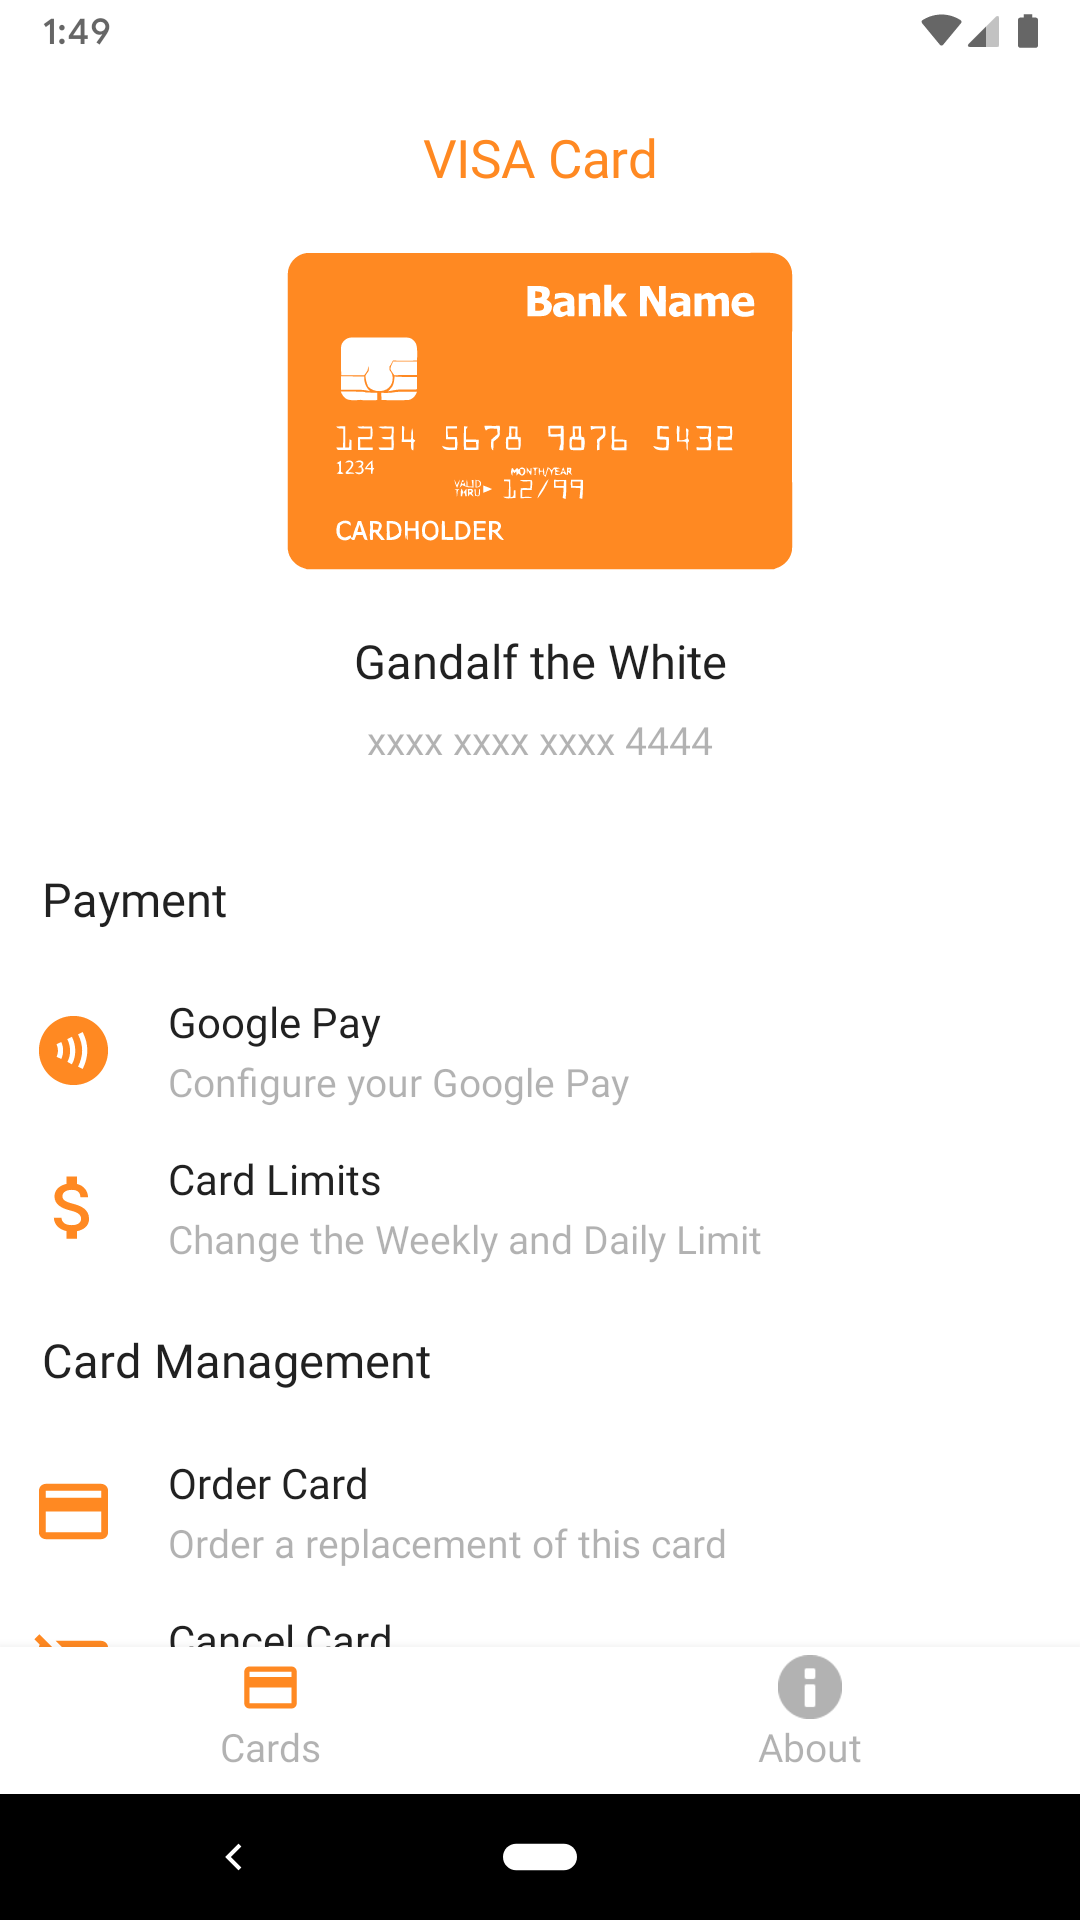 1:49
VISA Card
Bank Name
1234 5678 9876 5432
1234
MONTH/YEAR
VALID
THRU
12/99
CARDHOLDER
Gandalf the White
xxxx xxxx xxxx 4444
Payment
Google Pay
Configure your Google Pay
Card Limits
Change the Weekly and Daily Limit
Card Management
Order Card
Order a replacement of this card
Cancel Card
Cards
About